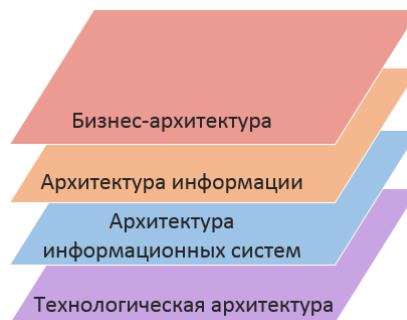 Бизнес-архитектура
Архитектура информации
Архитектура
информационных систем
Технологическая архитектура